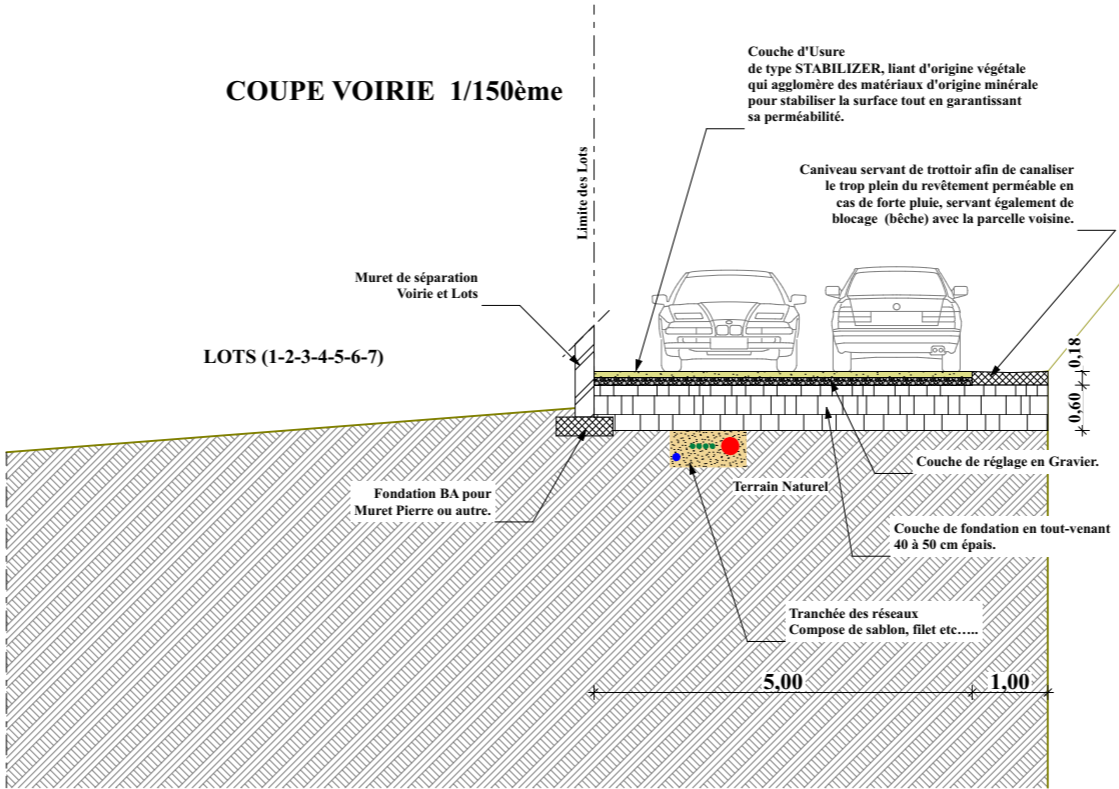 COUPE VOIRIE 1/150ème
Couche d'Usure
de type STABILIZER, liant d'origine végétale
qui agglomère des matériaux d'origine minérale
pour stabiliser la surface tout en garantissant
sa perméabilité.
Limite des Lots
Caniveau servant de trottoir afin de canaliser
le trop plein du revêtement perméable en
cas de forte pluie, servant également de
blocage (bêche) avec la parcelle voisine.
Muret de séparation
Voirie et Lots
LOTS (1-2-3-4-5-6-7)
0,18
0,60
Couche de réglage en Gravier.
Terrain Naturel
Fondation BA pour
Muret Pierre ou autre.
Couche de fondation en tout-venant
40 à 50 cm épais.
Tranchée des réseaux
Compose de sablon, filet etc…..
5,00
1,00